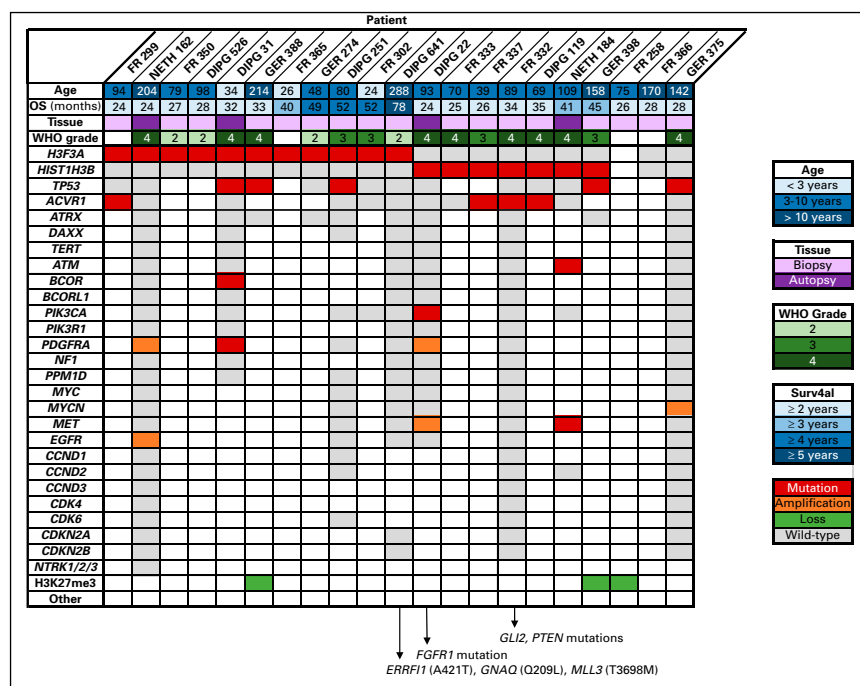 Patient
FR 299 NETH 162 FR 350 DIPG 526 DIPG 31 GER 388 FR 365 GER 274 DIPG 251 FR 302 DIPG 641 DIPG 22 FR 333 FR 337 FR 332 DIPG 119 NETH 184 GER 398 FR 258 FR 366 GER 375
Age 94 204 79 98 34 214 26 48 80 24 288 93 70 39 89 69 109 158 75 170 142
OS (months) 24 24 27 28 32 33 40 49 52 52 78 24 25 26 34 35 41 45 26 28 28
Tissue
WHO grade 4 2 2 4 4 2 3 3 2 4 4 3 4 4 4 3 4
H3F3A
HIST1H3B
TP53
ACVR1
ATRX
DAXX
TERT
ATM
BCOR
BCORL1
PIK3CA
PIK3R1
PDGFRA
NF1
PPM1D
MYC
MYCN
MET
EGFR
CCND1
CCND2
CCND3
CDK4
CDK6
CDKN2A
CDKN2B
NTRK1/2/3
H3K27me3
Other
GLI2, PTEN mutations
FGFR1 mutation
ERRFI1 (A421T), GNAQ (Q209L), MLL3 (T3698M)
Age
< 3 years
3-10 years
> 10 years
Tissue
Biopsy
Autopsy
WHO Grade
2
3
4
Surv4al
≥ 2 years
≥ 3 years
≥ 4 years
≥ 5 years
Mutation
Amplification
Loss
Wild-type